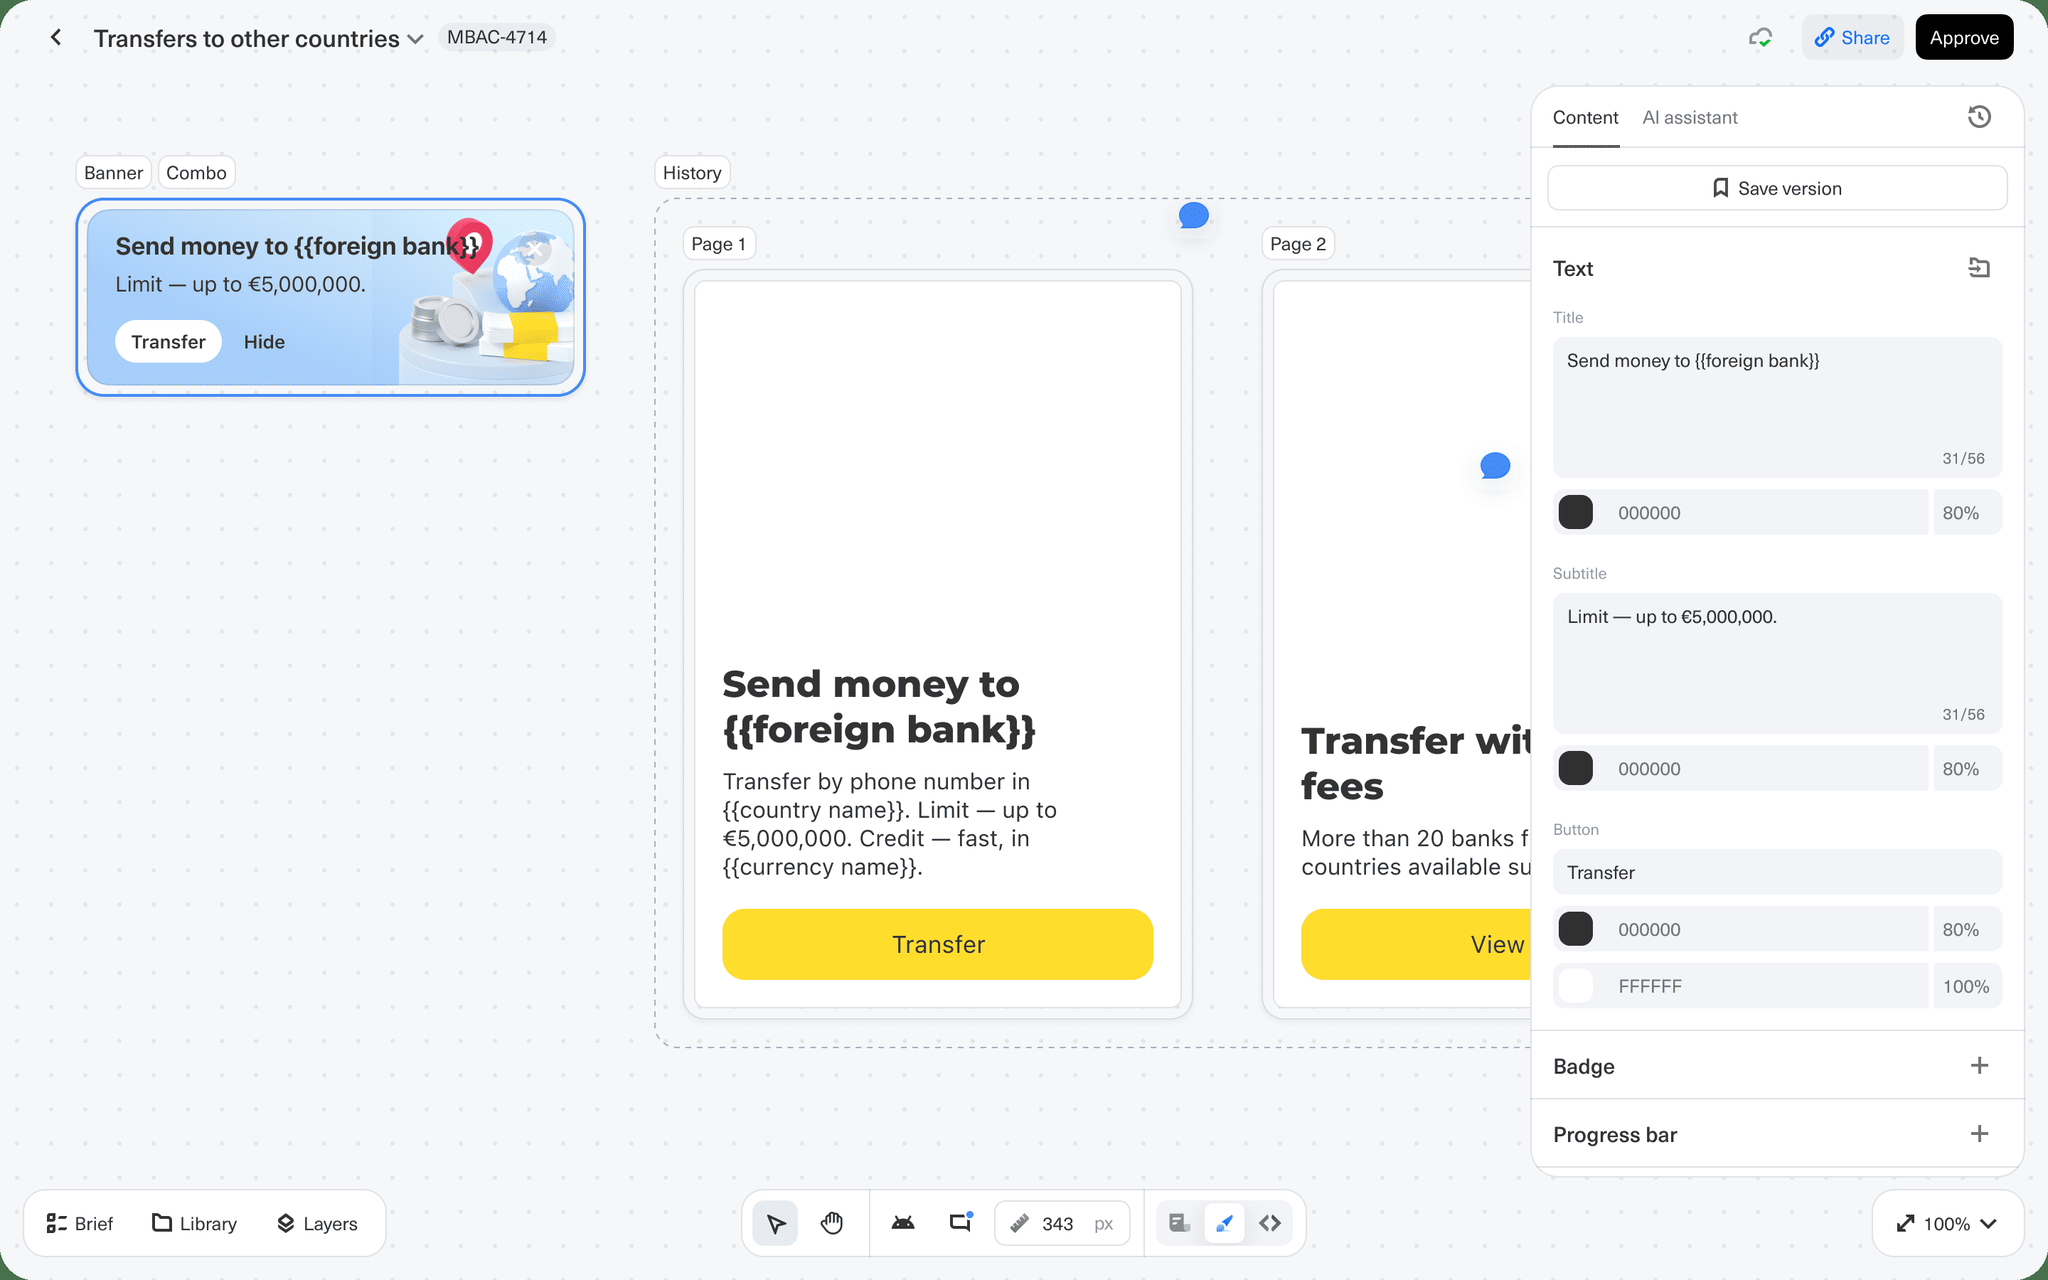 Transfers to other countries
MBAC-4714
Share
Approve
Banner
Combo
Send money to {{foreign bank}}
Limit — up to €5,000,000.
Transfer
Hide
History
Page 1
Send money to
{{foreign bank}}
Transfer by phone number in
{{country name}}. Limit — up to
€5,000,000. Credit — fast, in
{{currency name}}.
Transfer
Page 2
Transfer wit
fees
More than 20 banks f
countries available su
View
Content
AI assistant
Save version
Text
Title
Send money to {{foreign bank}}
31/56
000000
80%
Subtitle
Limit — up to €5,000,000.
31/56
000000
80%
Button
Transfer
000000
80%
FFFFFF
100%
Badge
Progress bar
Brief
Library
Layers
343
px
100%